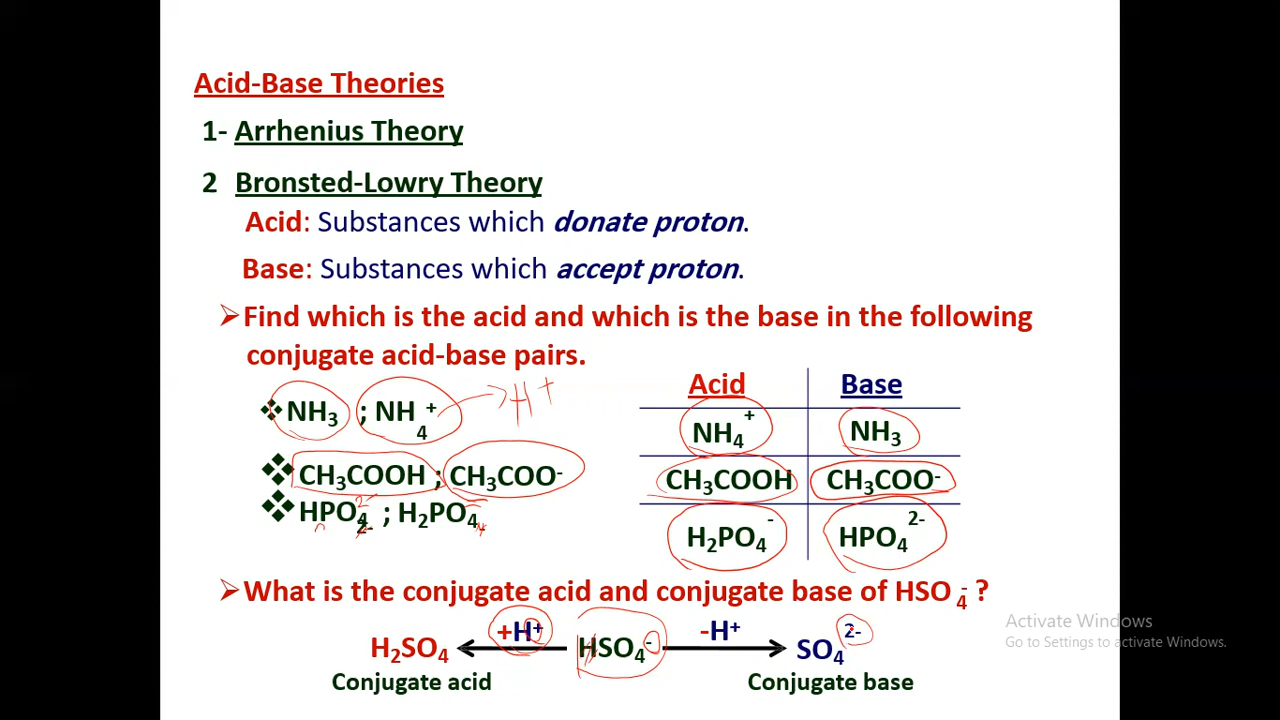 Acid-Base Theories
1- Arrhenius Theory
2 Bronsted-Lowry Theory
Acid: Substances which donate proton.
Base: Substances which accept proton.
➢Find which is the acid and which is the base in the following
conjugate acid-base pairs.
❖NH₃ ; NH₄⁺ H⁺
❖CH₃COOH ; CH₃COO⁻
❖HPO₄²⁻ ; H₂PO₄⁻
Acid Base
NH₄⁺ NH₃
CH₃COOH CH₃COO⁻
H₂PO₄⁻ HPO₄²⁻
➢What is the conjugate acid and conjugate base of HSO₄⁻ ?
H₂SO₄ +H⁺ HSO₄⁻ -H⁺ SO₄²⁻
Conjugate acid Conjugate base
Activate Windows
Go to Settings to activate Windows.